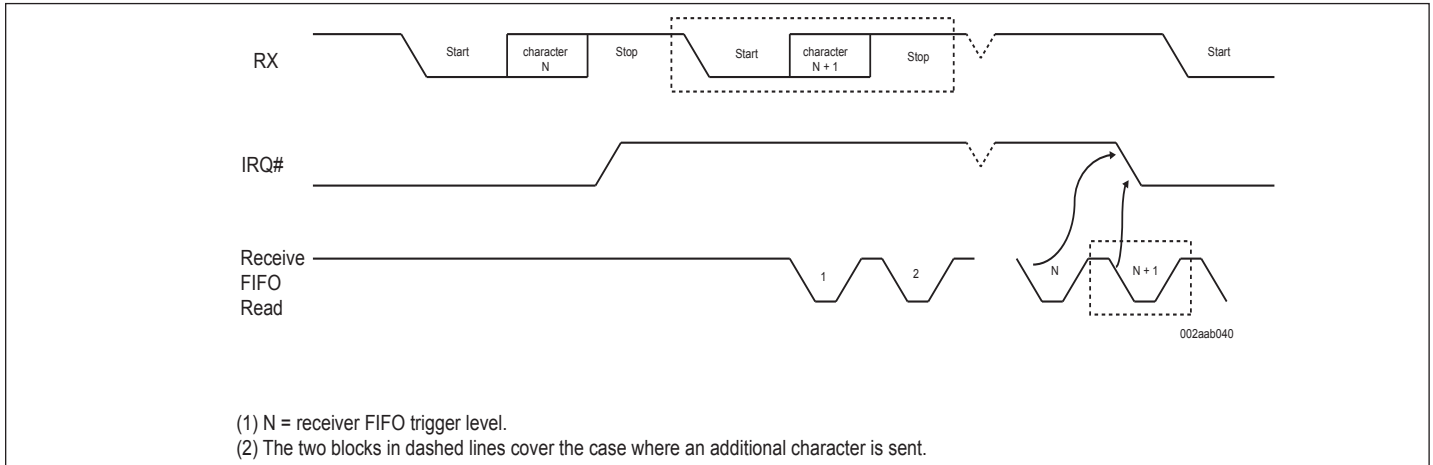 RX
Start
character
N
Stop
Start
character
N + 1
Stop
Start
IRQ#
Receive
FIFO
Read
1
2
N
N + 1
002aab040
(1) N = receiver FIFO trigger level.
(2) The two blocks in dashed lines cover the case where an additional character is sent.